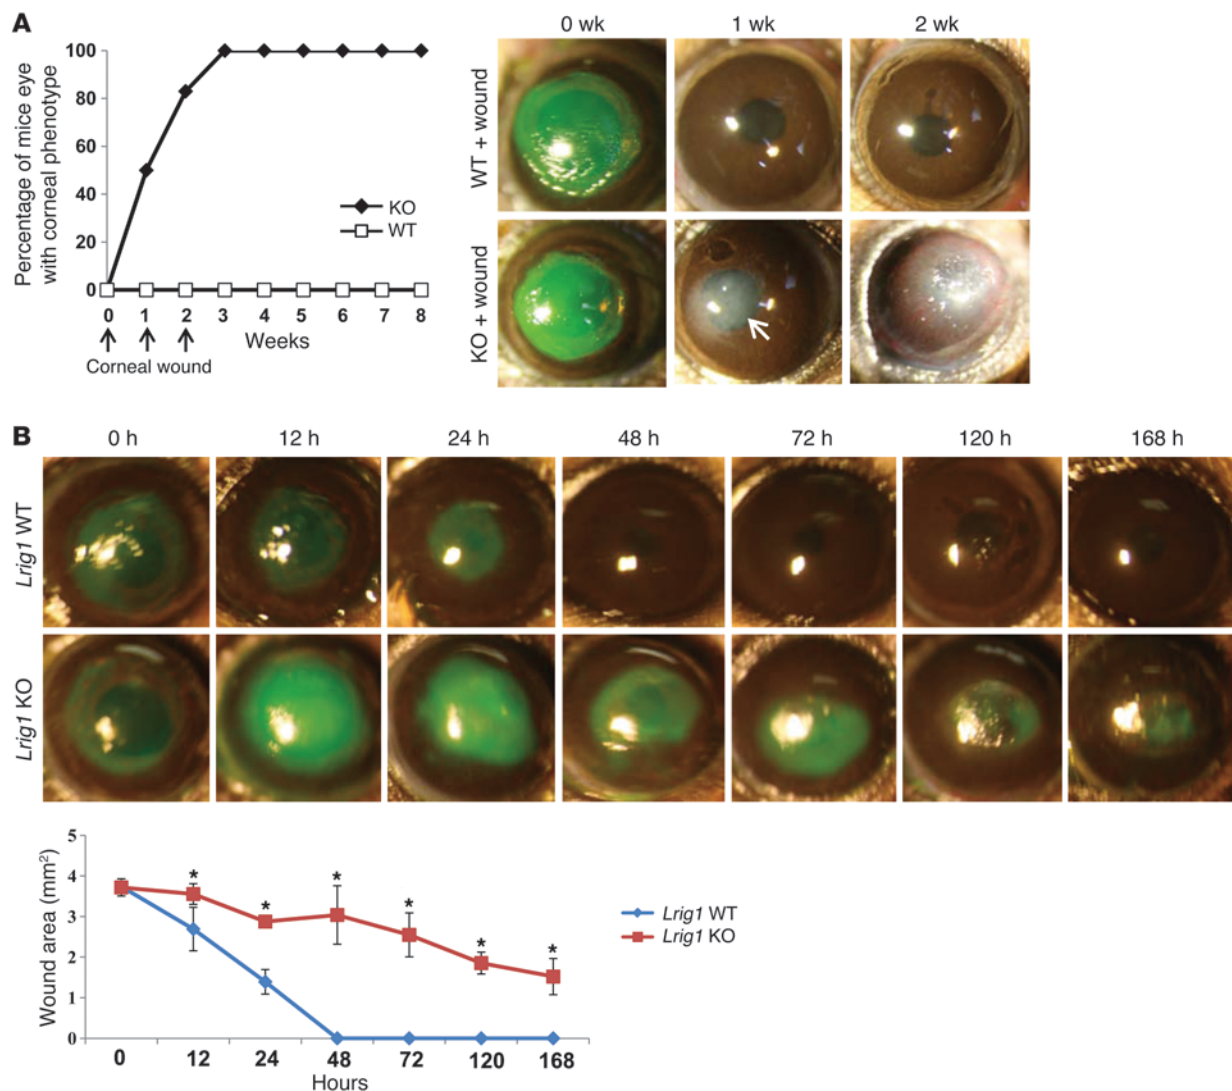 A
0 wk 1 wk 2 wk
Percentage of mice eye
with corneal phenotype
100
80
60
40
20
0
KO
WT
0 1 2 3 4 5 6 7 8
Weeks
Corneal wound
WT + wound
KO + wound
B
0 h 12 h 24 h 48 h 72 h 120 h 168 h
Lrig1 WT
Lrig1 KO
Wound area (mm²)
5
4
3
2
1
0
* * * * * *
0 12 24 48 72 120 168
Hours
Lrig1 WT
Lrig1 KO